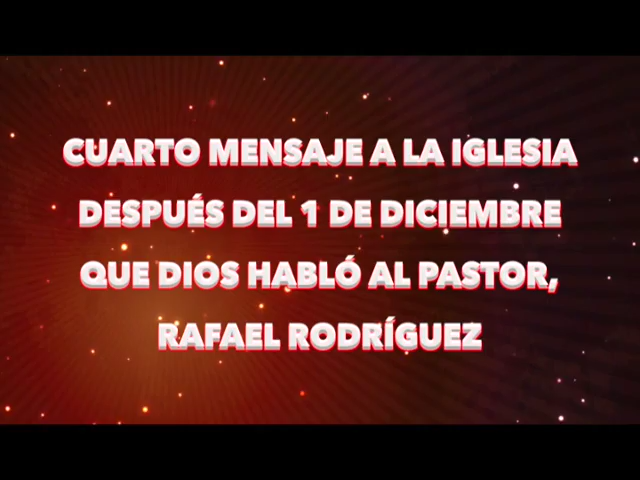 CUARTO MENSAJE A LA IGLESIA
DESPUÉS DEL 1 DE DICIEMBRE
QUE DIOS HABLÓ AL PASTOR,
RAFAEL RODRÍGUEZ